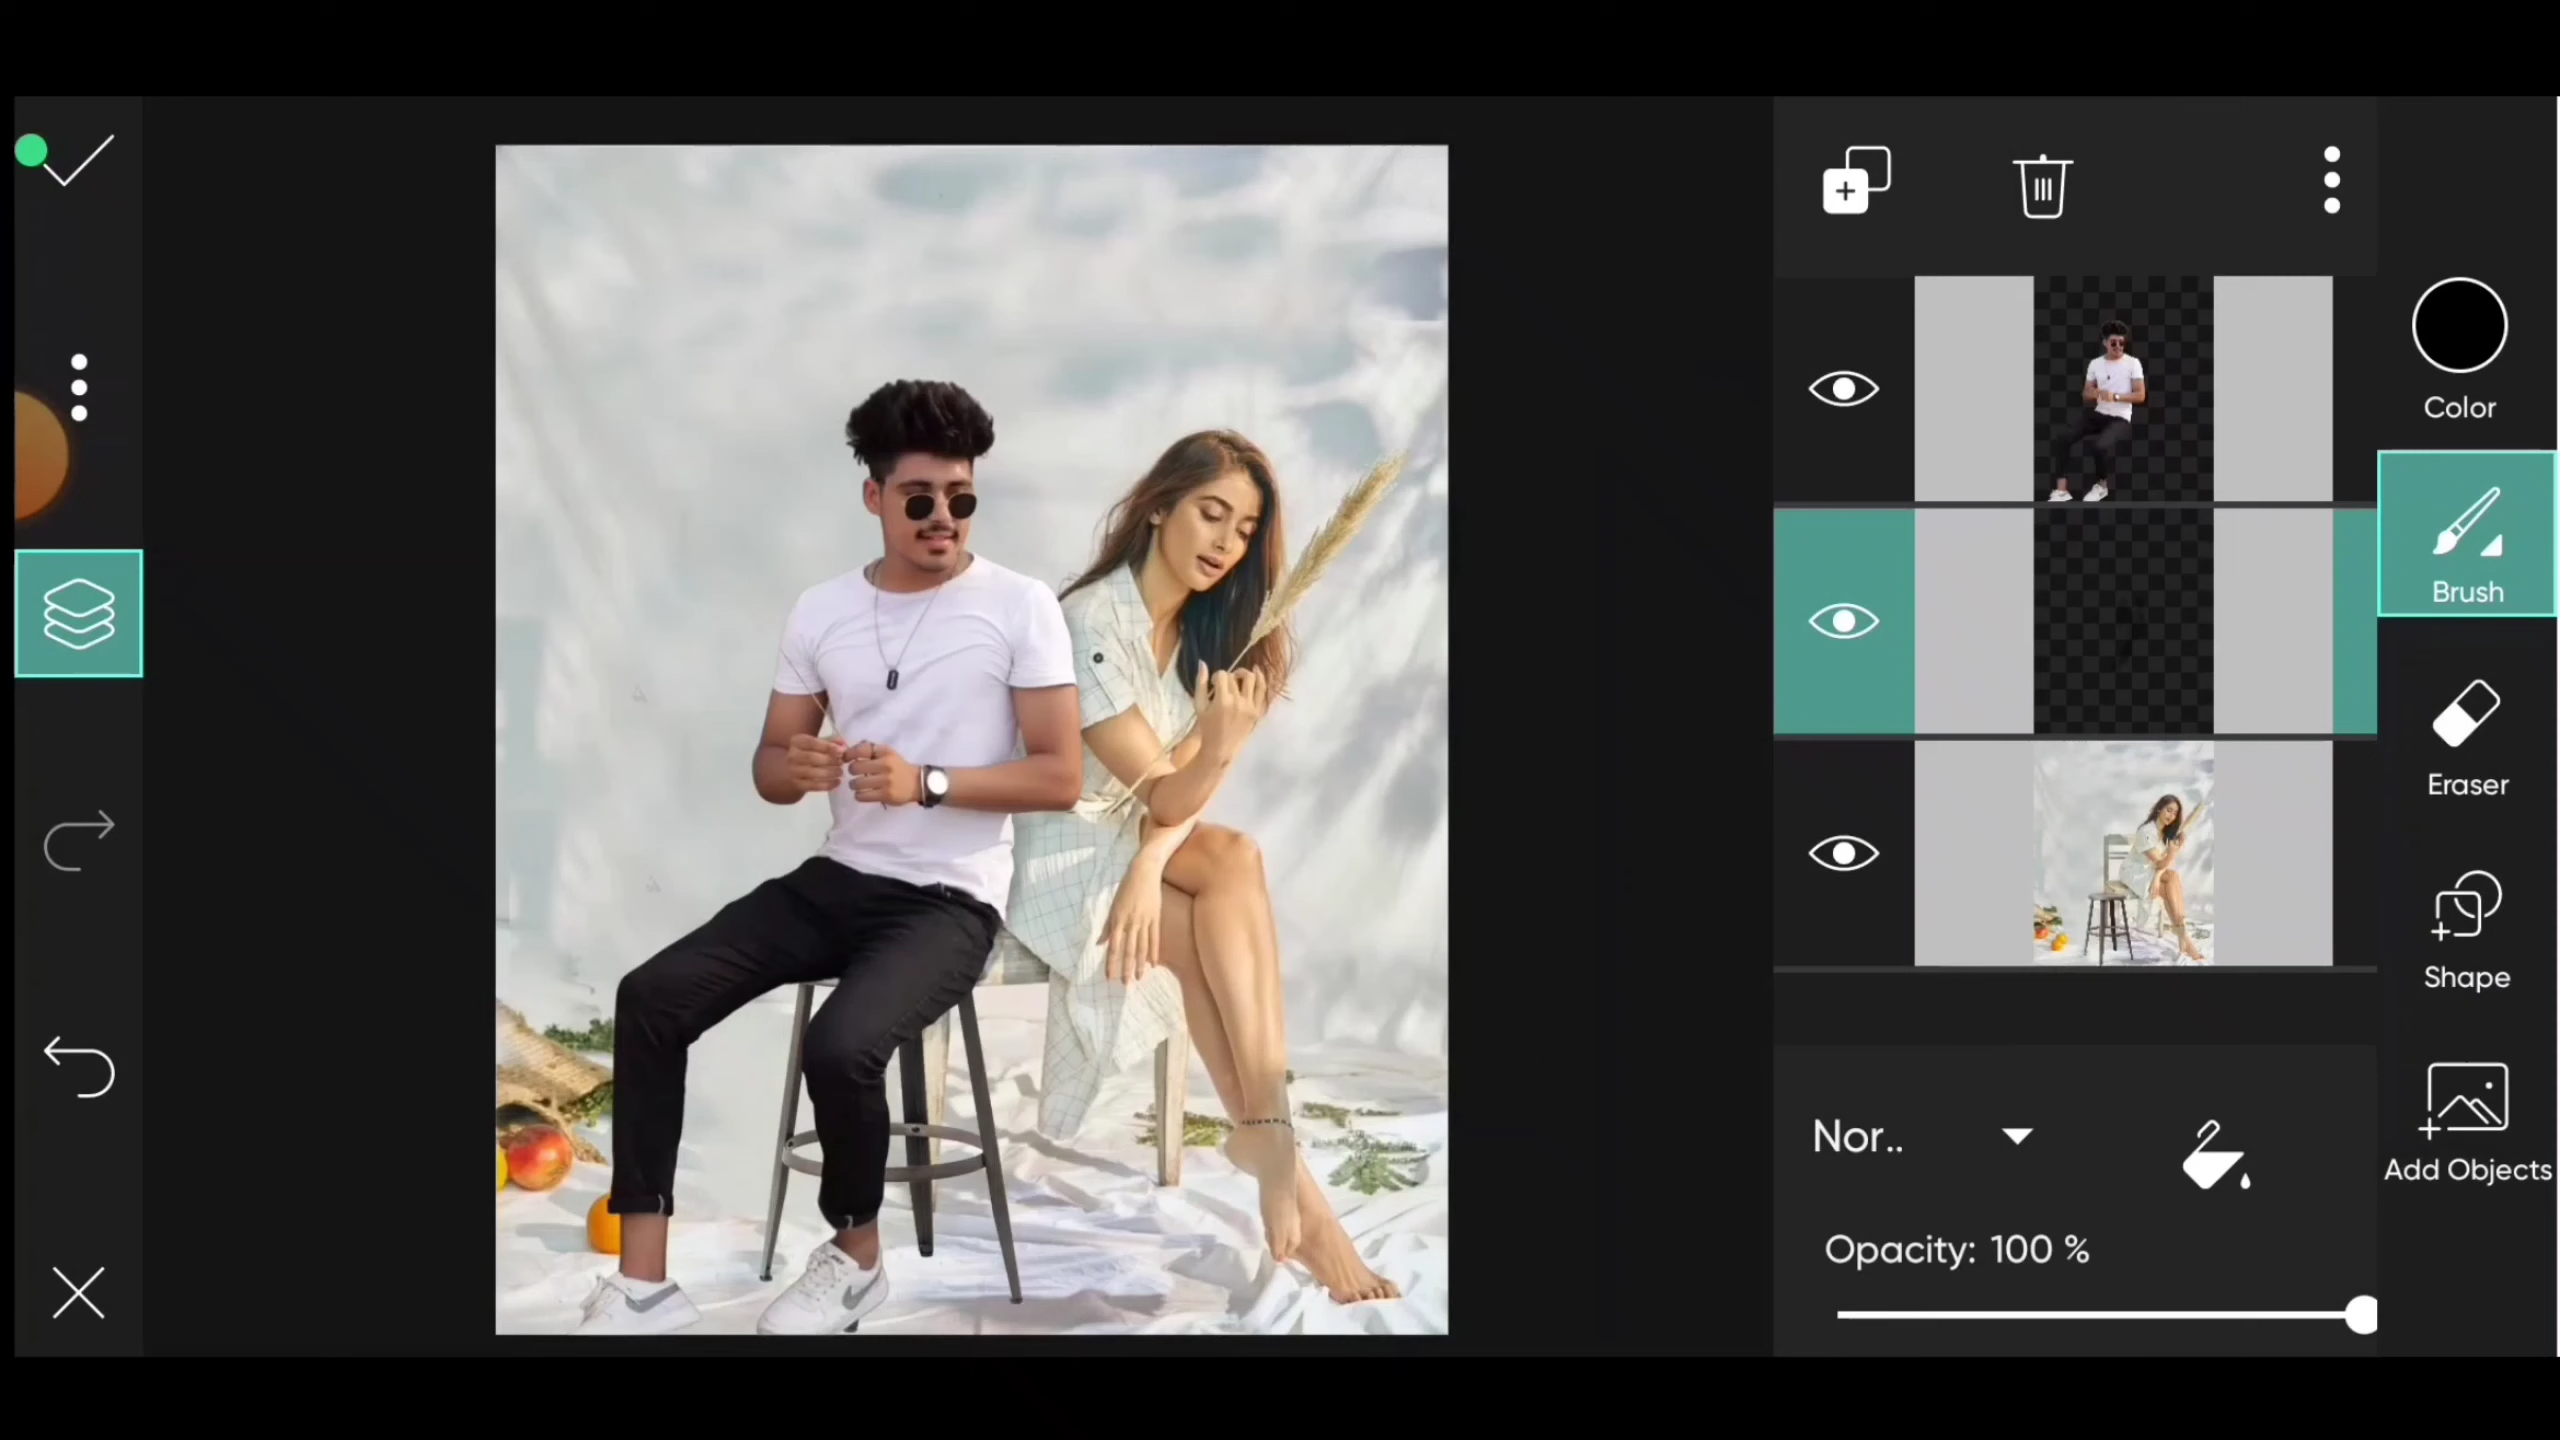 Color
Brush
Eraser
Shape
Add Objects
Nor..
Opacity: 100 %